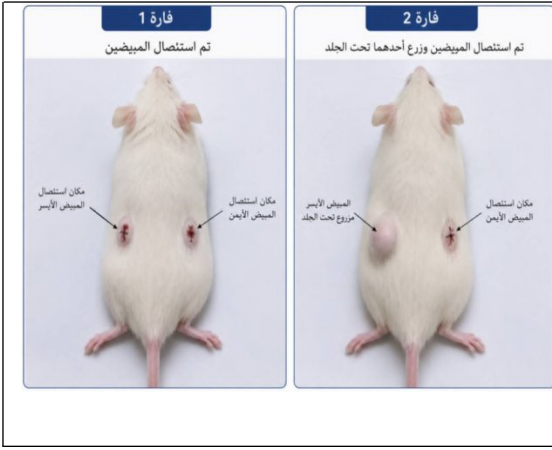 فارة 1
تم استئصال المبيضين
مكان استئصال
المبيض الأيسر
مكان استئصال
المبيض الأيمن
فارة 2
تم استئصال المبيضين وزرع أحدهما تحت الجلد
المبيض الأيسر
مزروع تحت الجلد
مكان استئصال
المبيض الأيمن